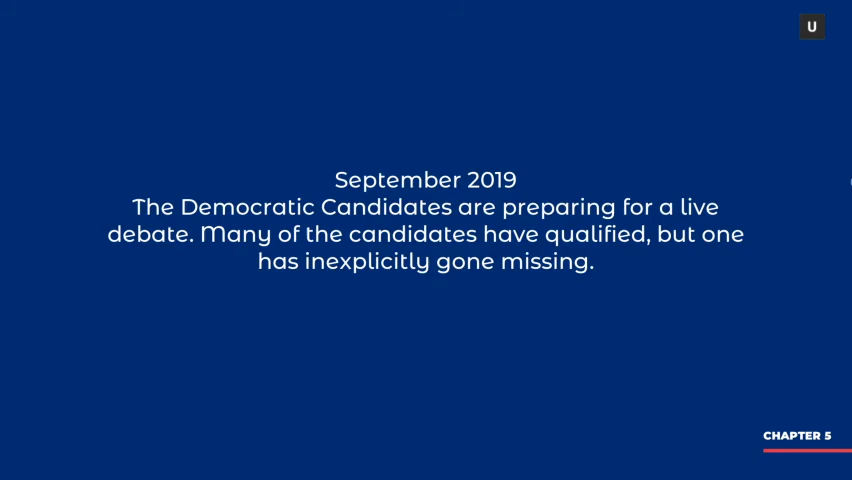 U
September 2019
The Democratic Candidates are preparing for a live
debate. Many of the candidates have qualified, but one
has inexplicitly gone missing.
CHAPTER 5